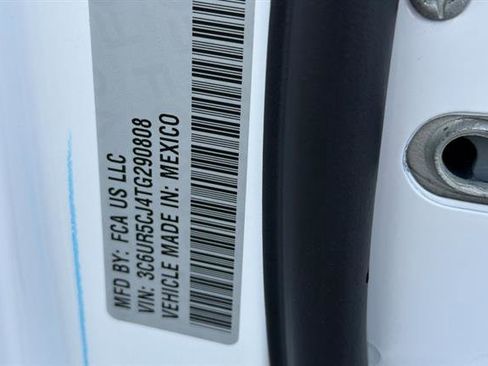 MFD BY: FCA US LLC
VIN: 3C6UR5CJ4TG290808
VEHICLE MADE IN: MEXICO